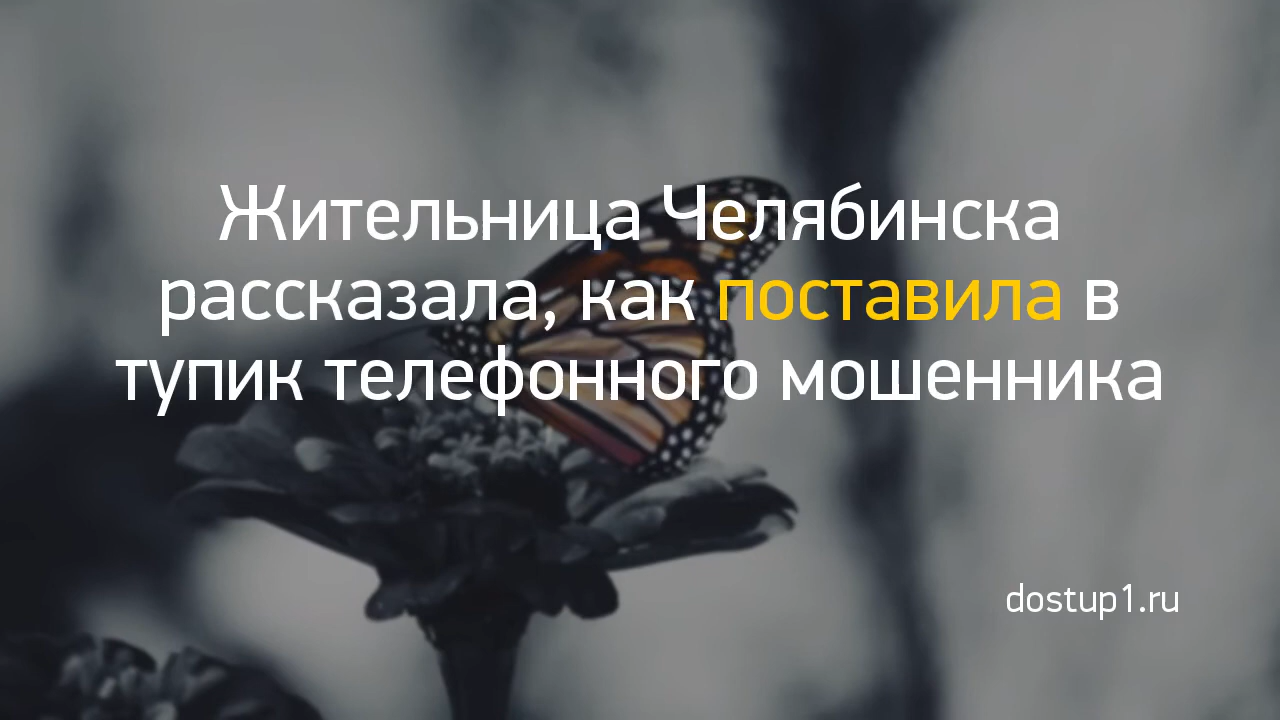 Жительница Челябинска
рассказала, как поставила в
тупик телефонного мошенника
dostup1.ru